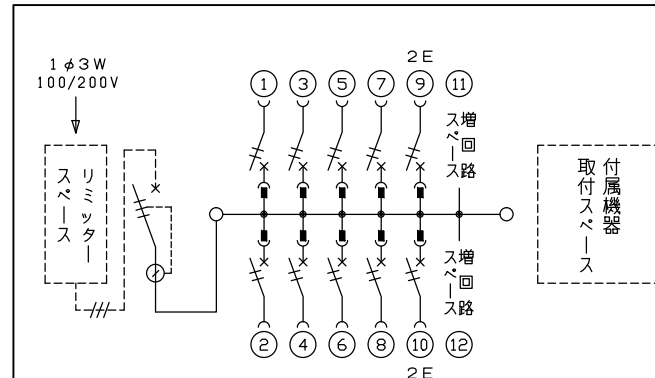 1φ3W
100/200V
リミッター
スペース
2E
1 3 5 7 9 11
増回路
スペース
付属機器
取付スペース
増回路
スペース
2 4 6 8 10 12
2E